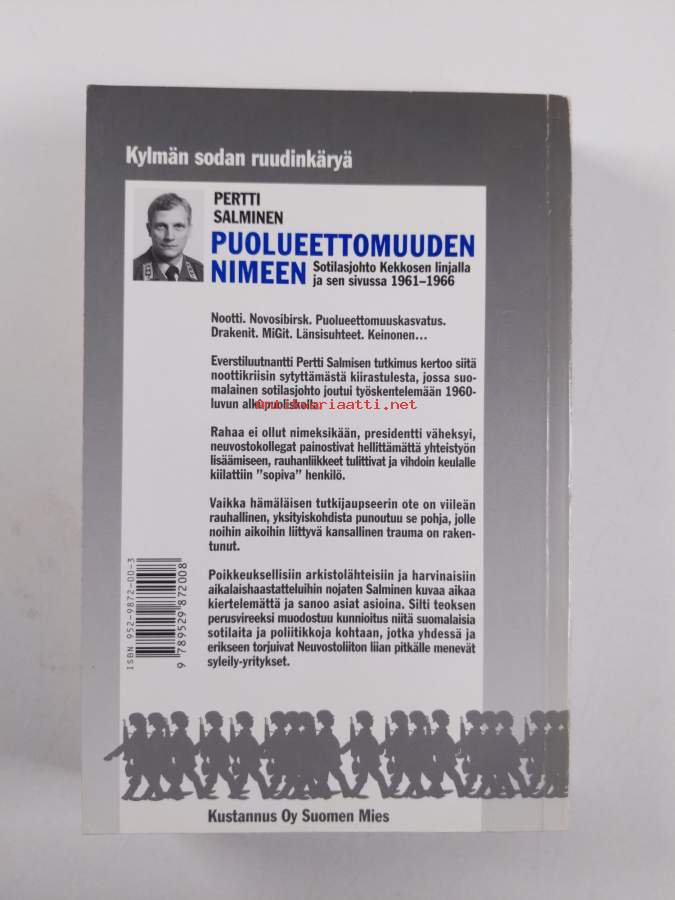 Kylmän sodan ruudinkäryä
PERTTI
SALMINEN
PUOLUEETTOMUUDEN
NIMEEN
Sotilasjohto Kekkosen linjalla
ja sen sivussa 1961–1966
Nootti. Novosibirsk. Puolueettomuuskasvatus.
Drakenit. MiGit. Länsisuhteet. Keinonen...
Everstiluutnantti Pertti Salmisen tutkimus kertoo siitä
noottikriisin sytyttämästä kiirastulesta, jossa suo-
malainen sotilasjohto joutui työskentelemään 1960-
luvun alkupuoliskolla.
antikvariaatti.net
Rahaa ei ollut nimeksikään, presidentti väheksyi,
neuvostokollegat painostivat hellittämättä yhteistyön
lisäämiseen, rauhanliikkeet tulittivat ja vihdoin keulalle
kiilattiin ”sopiva” henkilö.
Vaikka hämäläisen tutkijaupseerin ote on viileän
rauhallinen, yksityiskohdista punoutuu se pohja, jolle
noihin aikoihin liittyvä kansallinen trauma on raken-
tunut.
Poikkeuksellisiin arkistolähteisiin ja harvinaisiin
aikalaishaastatteluihin nojaten Salminen kuvaa aikaa
kiertelemättä ja sanoo asiat asioina. Silti teoksen
perusvireeksi muodostuu kunnioitus niitä suomalaisia
sotilaita ja poliitikkoja kohtaan, jotka yhdessä ja
erikseen torjuivat Neuvostoliiton liian pitkälle menevät
syleily-yritykset.
ISBN 952-9872-00-3
9 789529 872008
Kustannus Oy Suomen Mies